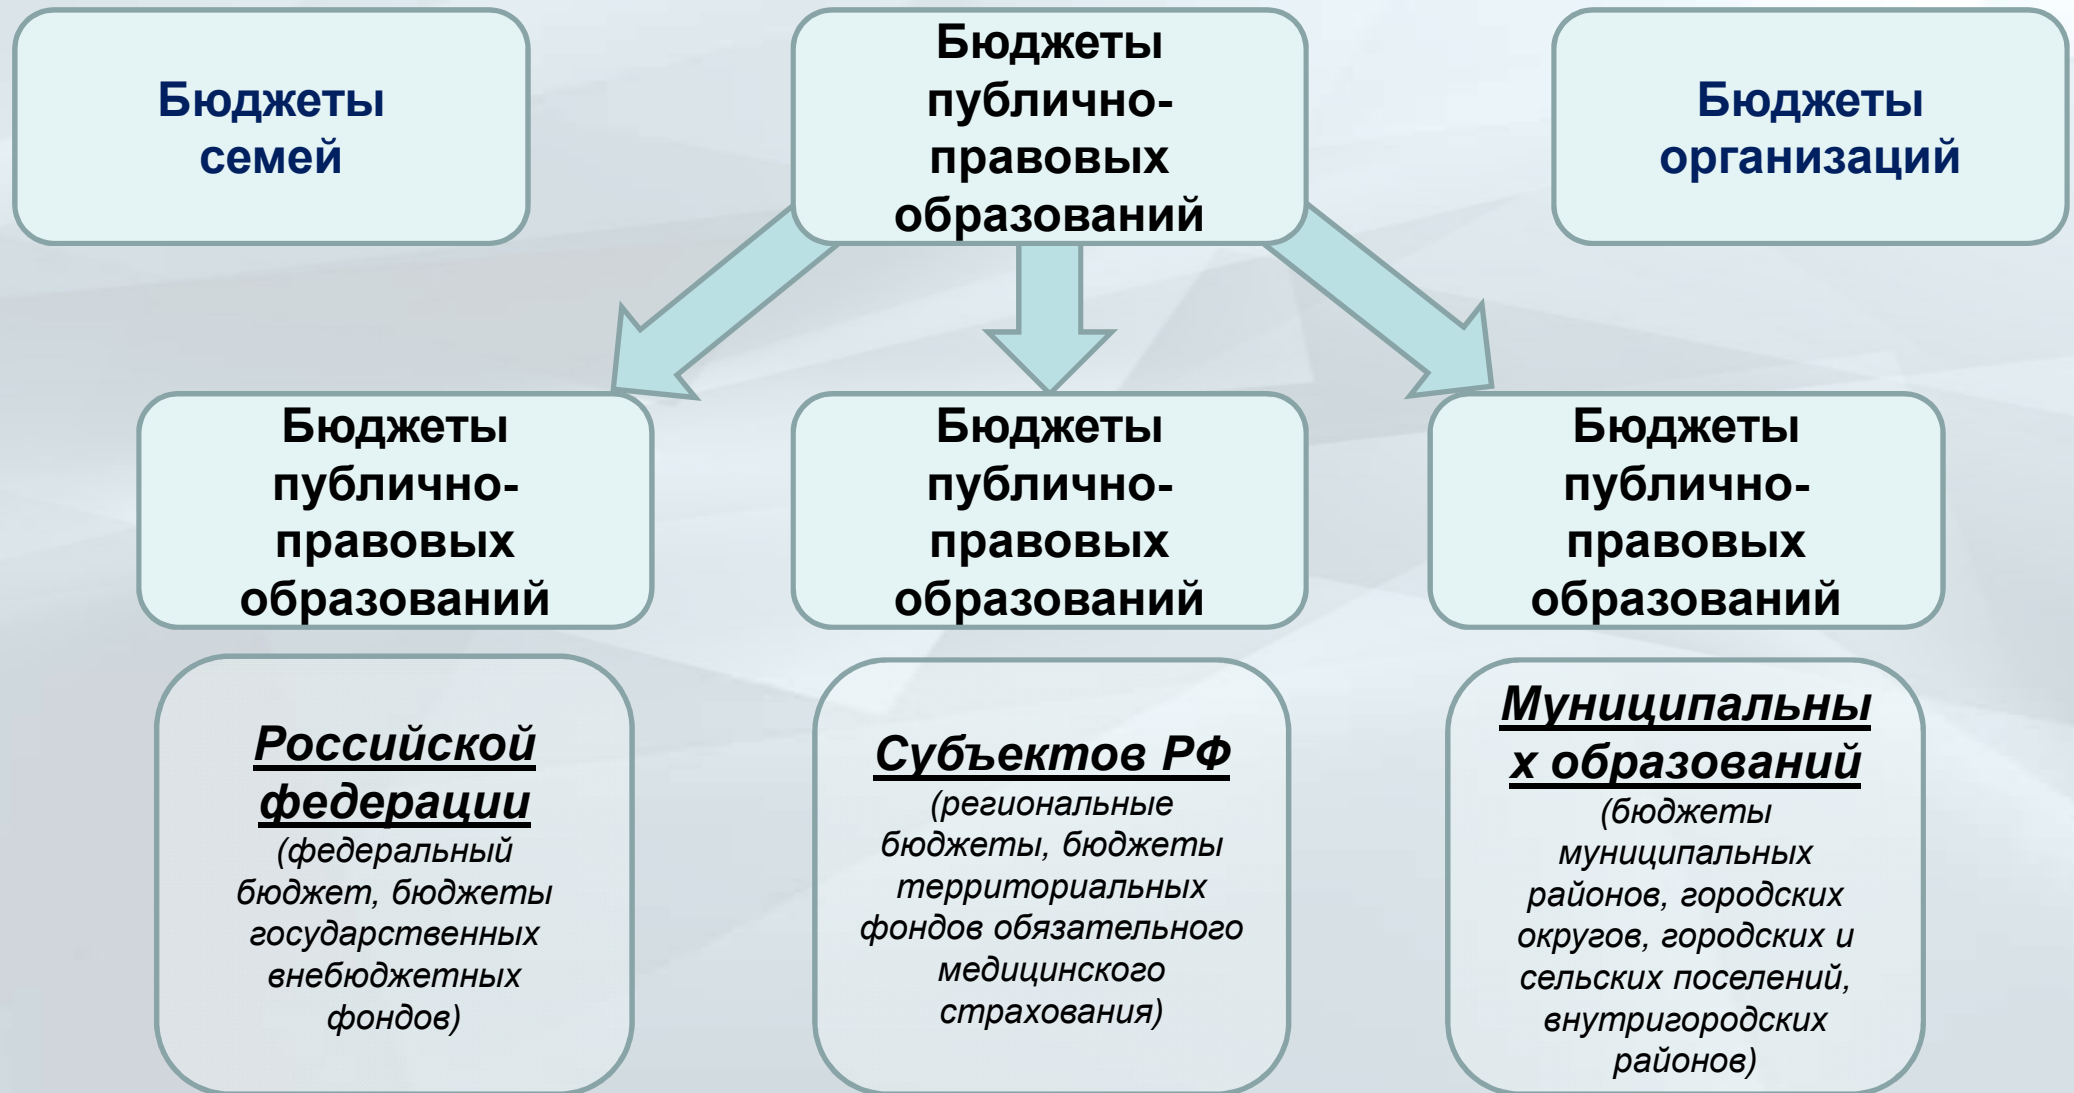 Бюджеты
семей
Бюджеты
публично-
правовых
образований
Бюджеты
организаций
Бюджеты
публично-
правовых
образований
Бюджеты
публично-
правовых
образований
Бюджеты
публично-
правовых
образований
Российской
федерации
(федеральный
бюджет, бюджеты
государственных
внебюджетных
фондов)
Субъектов РФ
(региональные
бюджеты, бюджеты
территориальных
фондов обязательного
медицинского
страхования)
Муниципальны
х образований
(бюджеты
муниципальных
районов, городских
округов, городских и
сельских поселений,
внутригородских
районов)